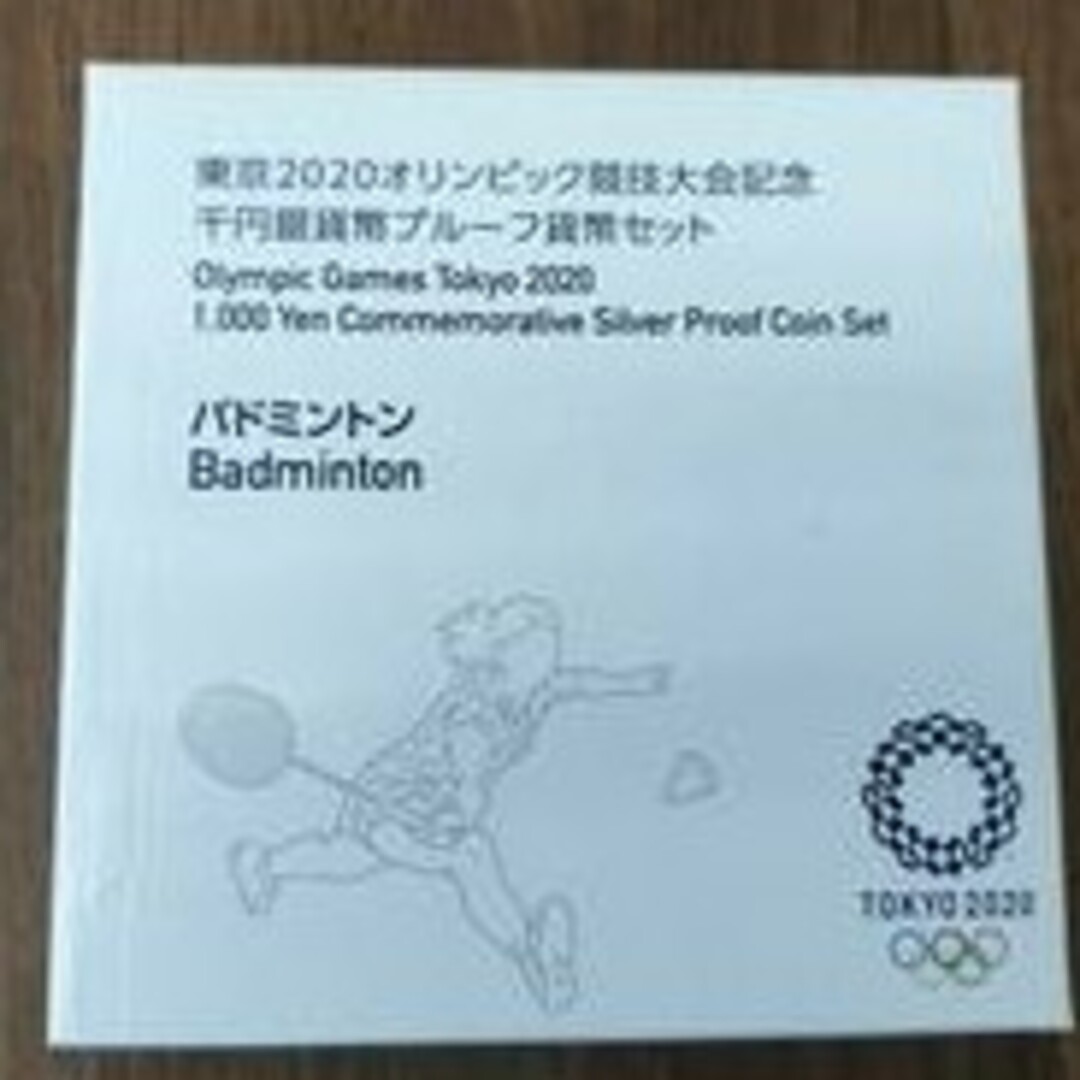 東京2020オリンピック競技大会記念
千円銀貨幣プルーフ貨幣セット
Olympic Games Tokyo 2020
1,000 Yen Commemorative Silver Proof Coin Set
バドミントン
Badminton
TOKYO 2020